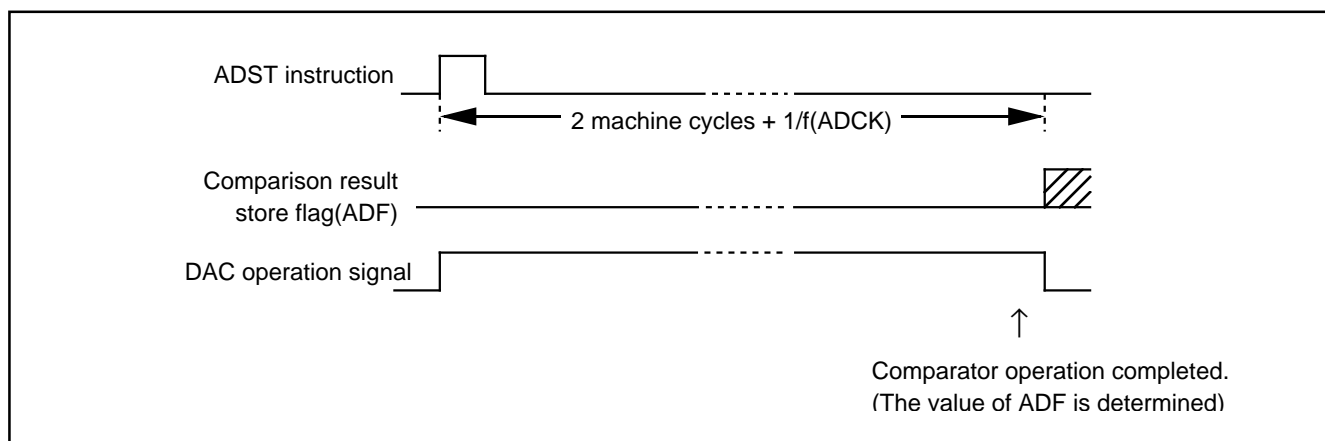 ADST instruction
2 machine cycles + 1/f(ADCK)
Comparison result
store flag(ADF)
DAC operation signal
Comparator operation completed.
(The value of ADF is determined)